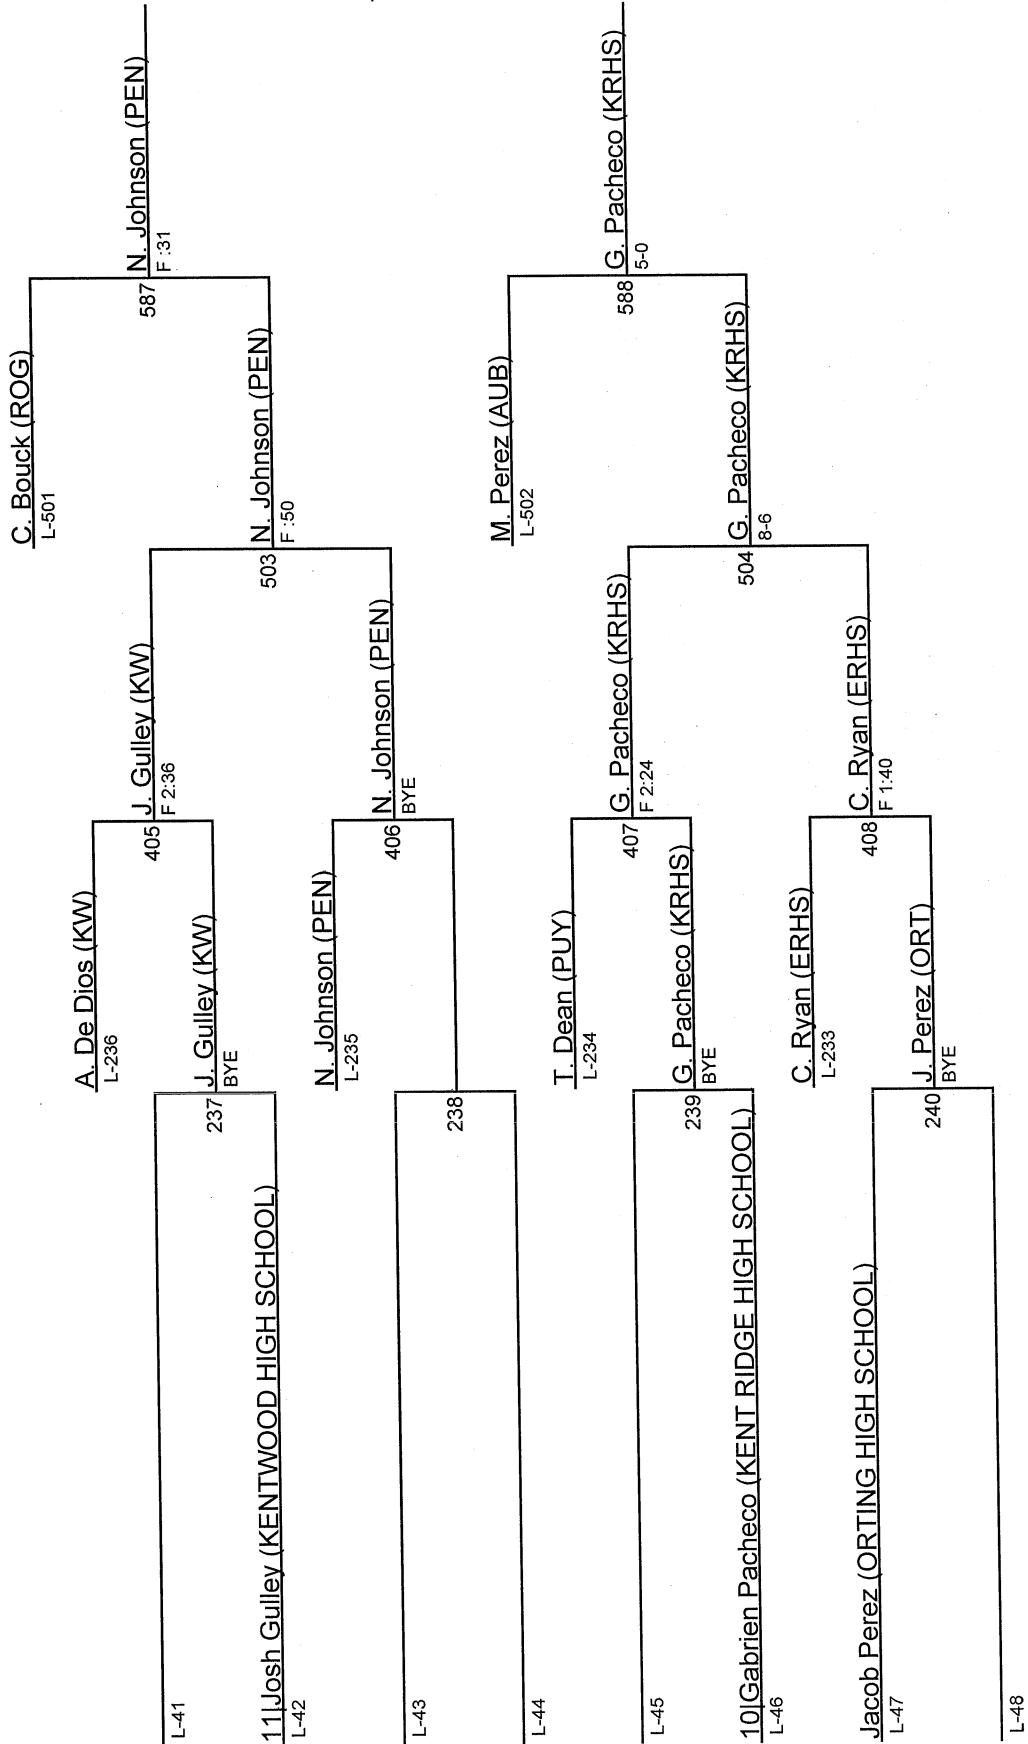 L-41
11|Josh Gulley (KENTWOOD HIGH SCHOOL)
L-42
L-43
L-44
L-45
10|Gabrien Pacheco (KENT RIDGE HIGH SCHOOL)
L-46
Jacob Perez (ORTING HIGH SCHOOL)
L-47
L-48
A. De Dios (KW)
L-236
237
J. Gulley (KW)
BYE
N. Johnson (PEN)
L-235
238
T. Dean (PUY)
L-234
239
G. Pacheco (KRHS)
BYE
C. Ryan (ERHS)
L-233
240
J. Perez (ORT)
BYE
405
J. Gulley (KW)
F 2:36
406
N. Johnson (PEN)
BYE
407
G. Pacheco (KRHS)
F 2:24
408
C. Ryan (ERHS)
F 1:40
C. Bouck (ROG)
L-501
503
N. Johnson (PEN)
F :50
M. Perez (AUB)
L-502
504
G. Pacheco (KRHS)
8-6
587
N. Johnson (PEN)
F :31
588
G. Pacheco (KRHS)
5-0